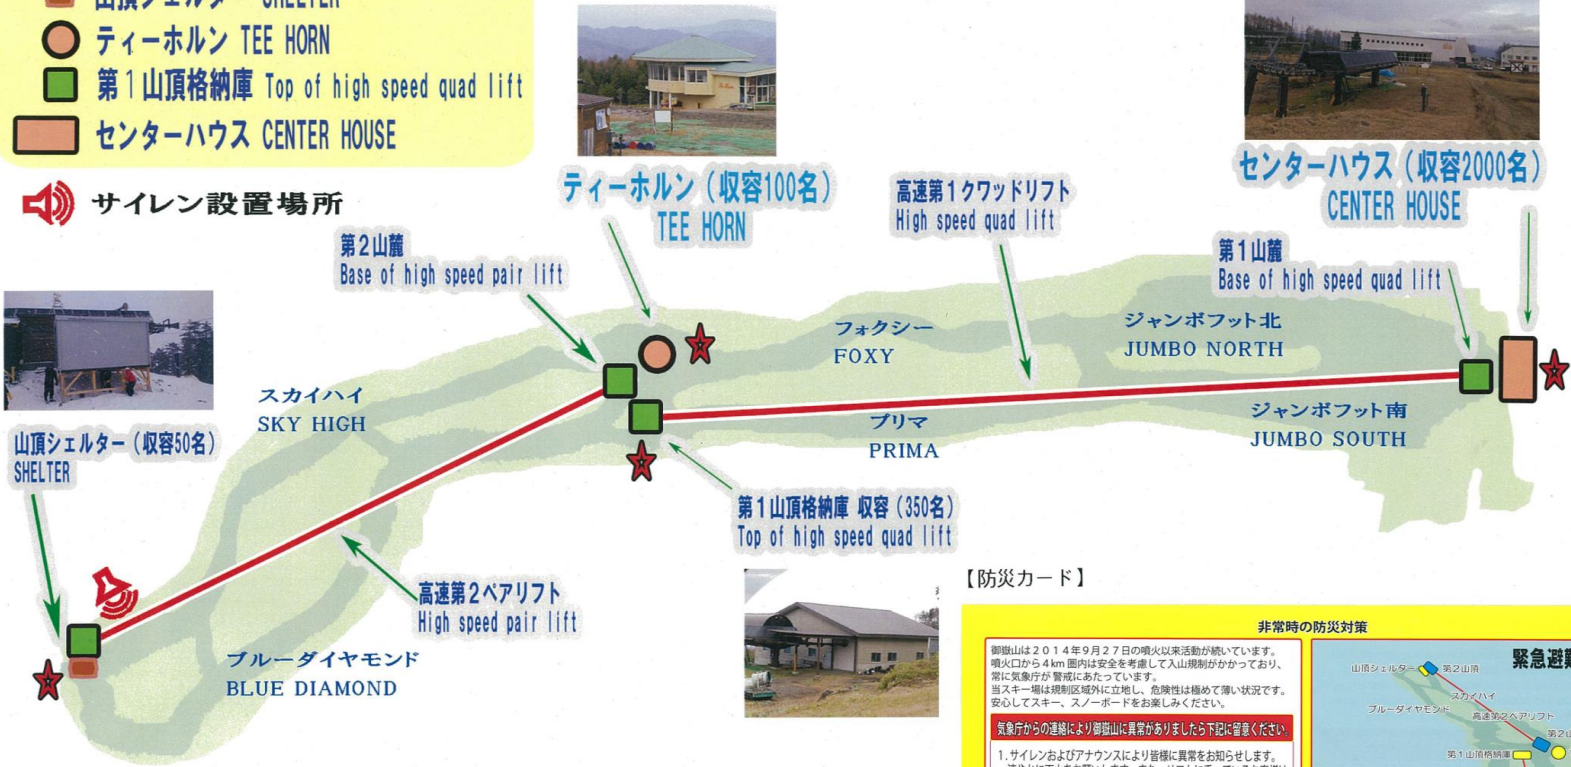 山頂シェルター SHELTER
ティーホルン TEE HORN
第1山頂格納庫 Top of high speed quad lift
センターハウス CENTER HOUSE
サイレン設置場所
ティーホルン(収容100名)
TEE HORN
センターハウス(収容2000名)
CENTER HOUSE
高速第1クワッドリフト
High speed quad lift
第2山麓
Base of high speed pair lift
第1山麓
Base of high speed quad lift
フォクシー
FOXY
ジャンボフット北
JUMBO NORTH
スカイハイ
SKY HIGH
プリマ
PRIMA
ジャンボフット南
JUMBO SOUTH
山頂シェルター(収容50名)
SHELTER
第1山頂格納庫 収容(350名)
Top of high speed quad lift
高速第2ペアリフト
High speed pair lift
ブルーダイヤモンド
BLUE DIAMOND
【防災カード】
非常時の防災対策
御嶽山は2014年9月27日の噴火以来活動が続いています。
噴火口から4km圏内は安全を考慮して入山規制がかかっており、
常に気象庁が警戒にあたっています。
当スキー場は規制区域外に立地し、危険性は極めて薄い状況です。
安心してスキー、スノーボードをお楽しみください。
気象庁からの連絡により御嶽山に異常がありましたら下記に留意ください。
1.サイレンおよびアナウンスにより皆様に異常をお知らせします。
緊急避難
山頂シェルター
第2山頂
スカイハイ
ブルーダイヤモンド
高速第2ペアリフト
第2山
第1山頂格納庫